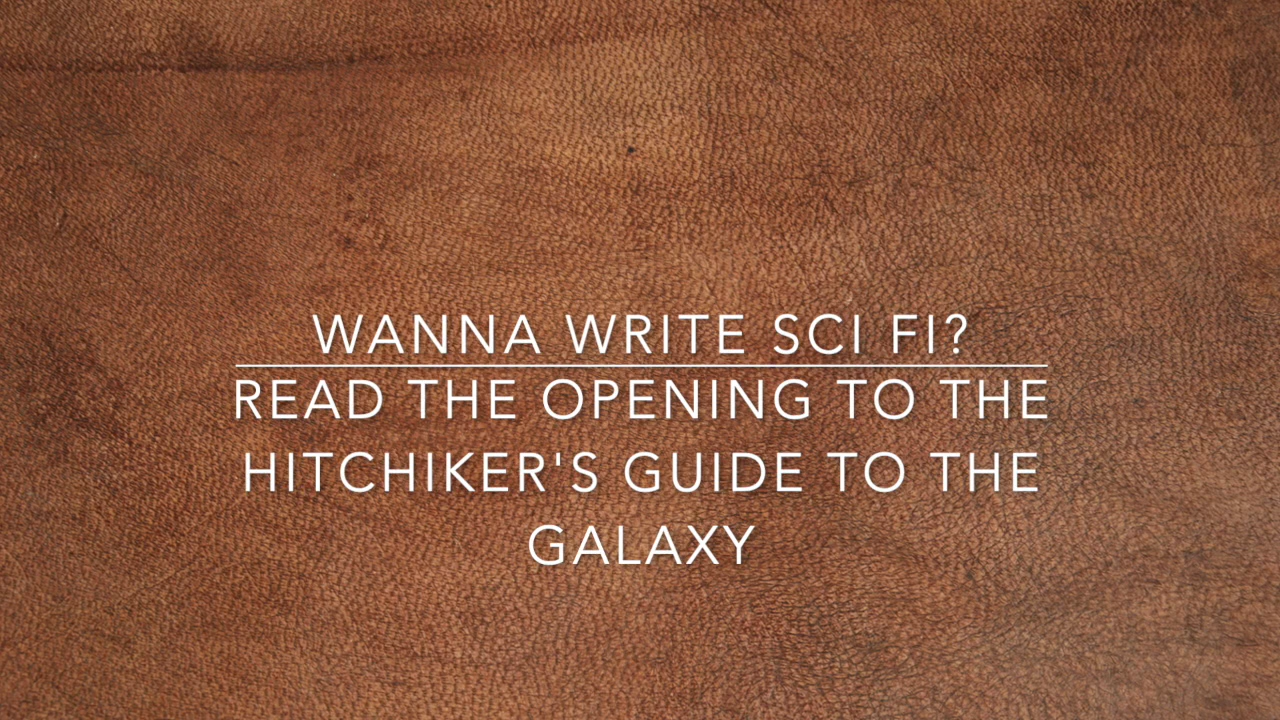 WANNA WRITE SCI FI?
READ THE OPENING TO THE
HITCHIKER'S GUIDE TO THE
GALAXY